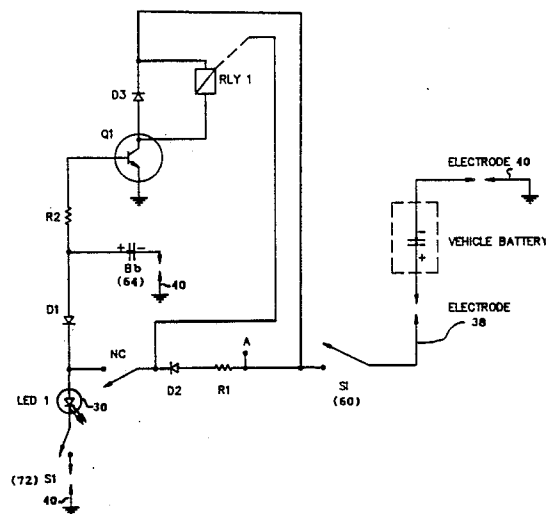 RLY 1
D3
Q1
ELECTRODE 40
R2
VEHICLE BATTERY
- +
+ -
Bb
(64)
40
D1
ELECTRODE
38
NC
A
D2
R1
S1
(60)
LED 1
30
(72) S1
40